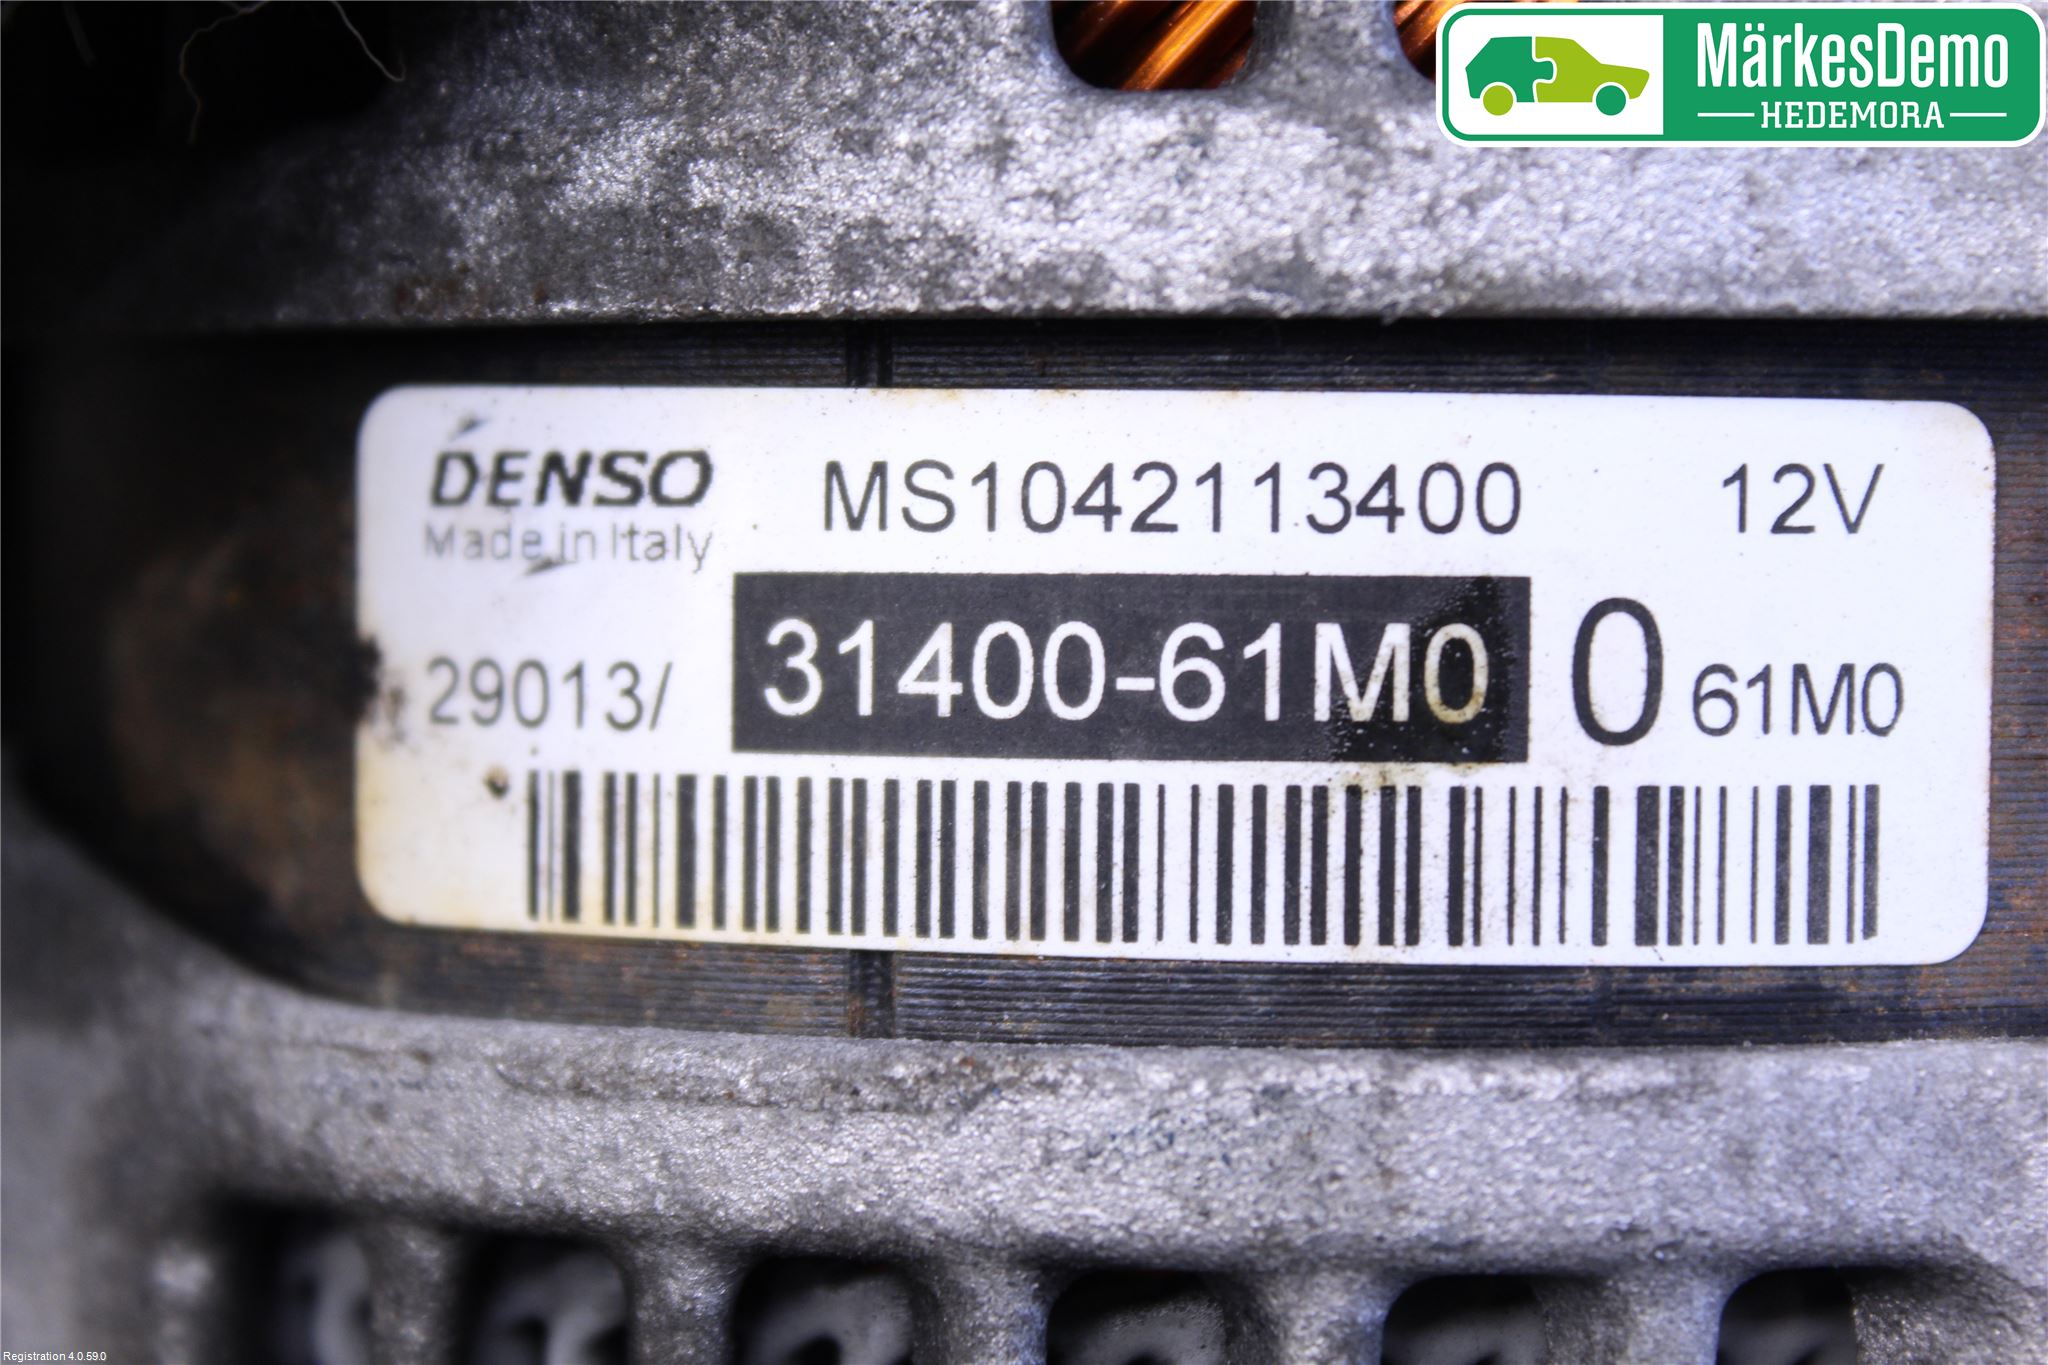 MärkesDemo
HEDEMORA
DENSO MS1042113400 12V
Made in Italy
29013/ 31400-61M0 0 61M0
Registration 4.0.59.0